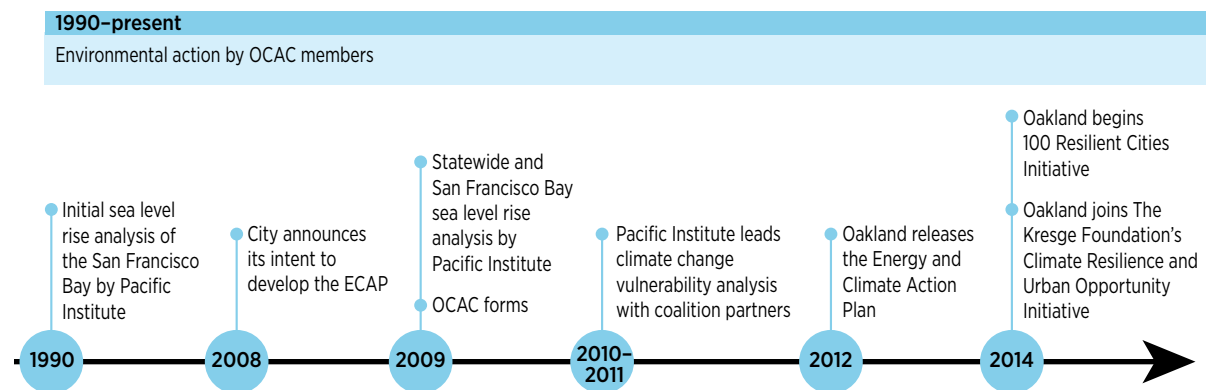 1990–present
Environmental action by OCAC members
Initial sea level
rise analysis of
the San Francisco
Bay by Pacific
Institute
1990
City announces
its intent to
develop the ECAP
2008
Statewide and
San Francisco Bay
sea level rise
analysis by
Pacific Institute
OCAC forms
2009
Pacific Institute leads
climate change
vulnerability analysis
with coalition partners
2010–
2011
Oakland releases
the Energy and
Climate Action
Plan
2012
Oakland begins
100 Resilient Cities
Initiative
Oakland joins The
Kresge Foundation’s
Climate Resilience and
Urban Opportunity
Initiative
2014